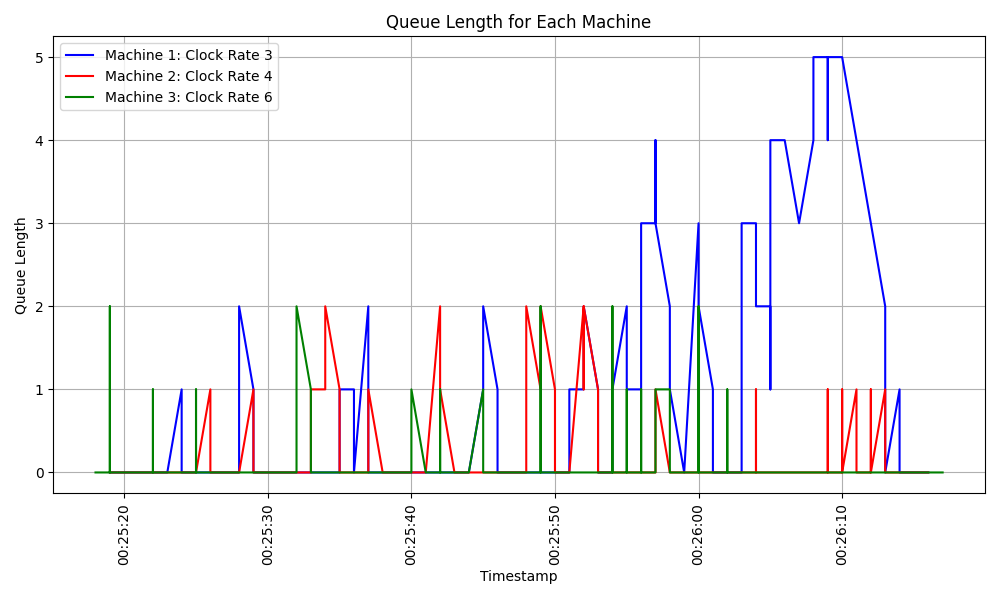 Queue Length for Each Machine
Machine 1: Clock Rate 3
Machine 2: Clock Rate 4
Machine 3: Clock Rate 6
Queue Length
5
4
3
2
1
0
00:25:20
00:25:30
00:25:40
00:25:50
00:26:00
00:26:10
Timestamp